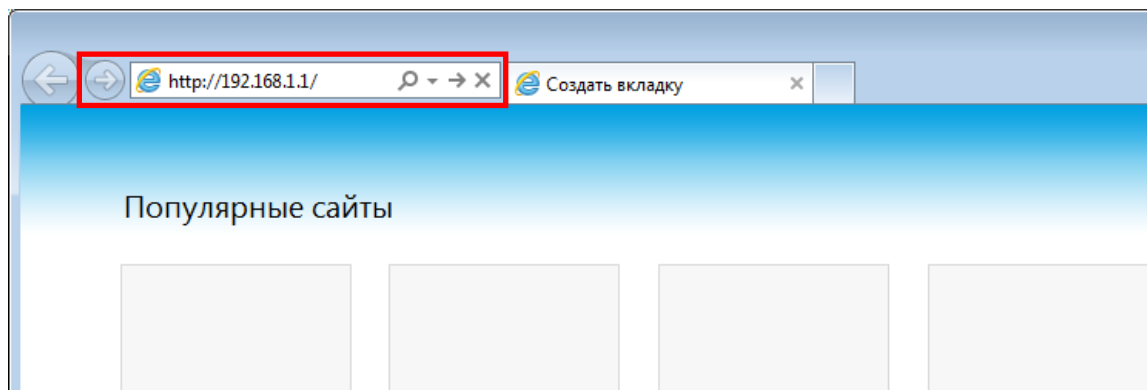 http://192.168.1.1/
Создать вкладку
Популярные сайты